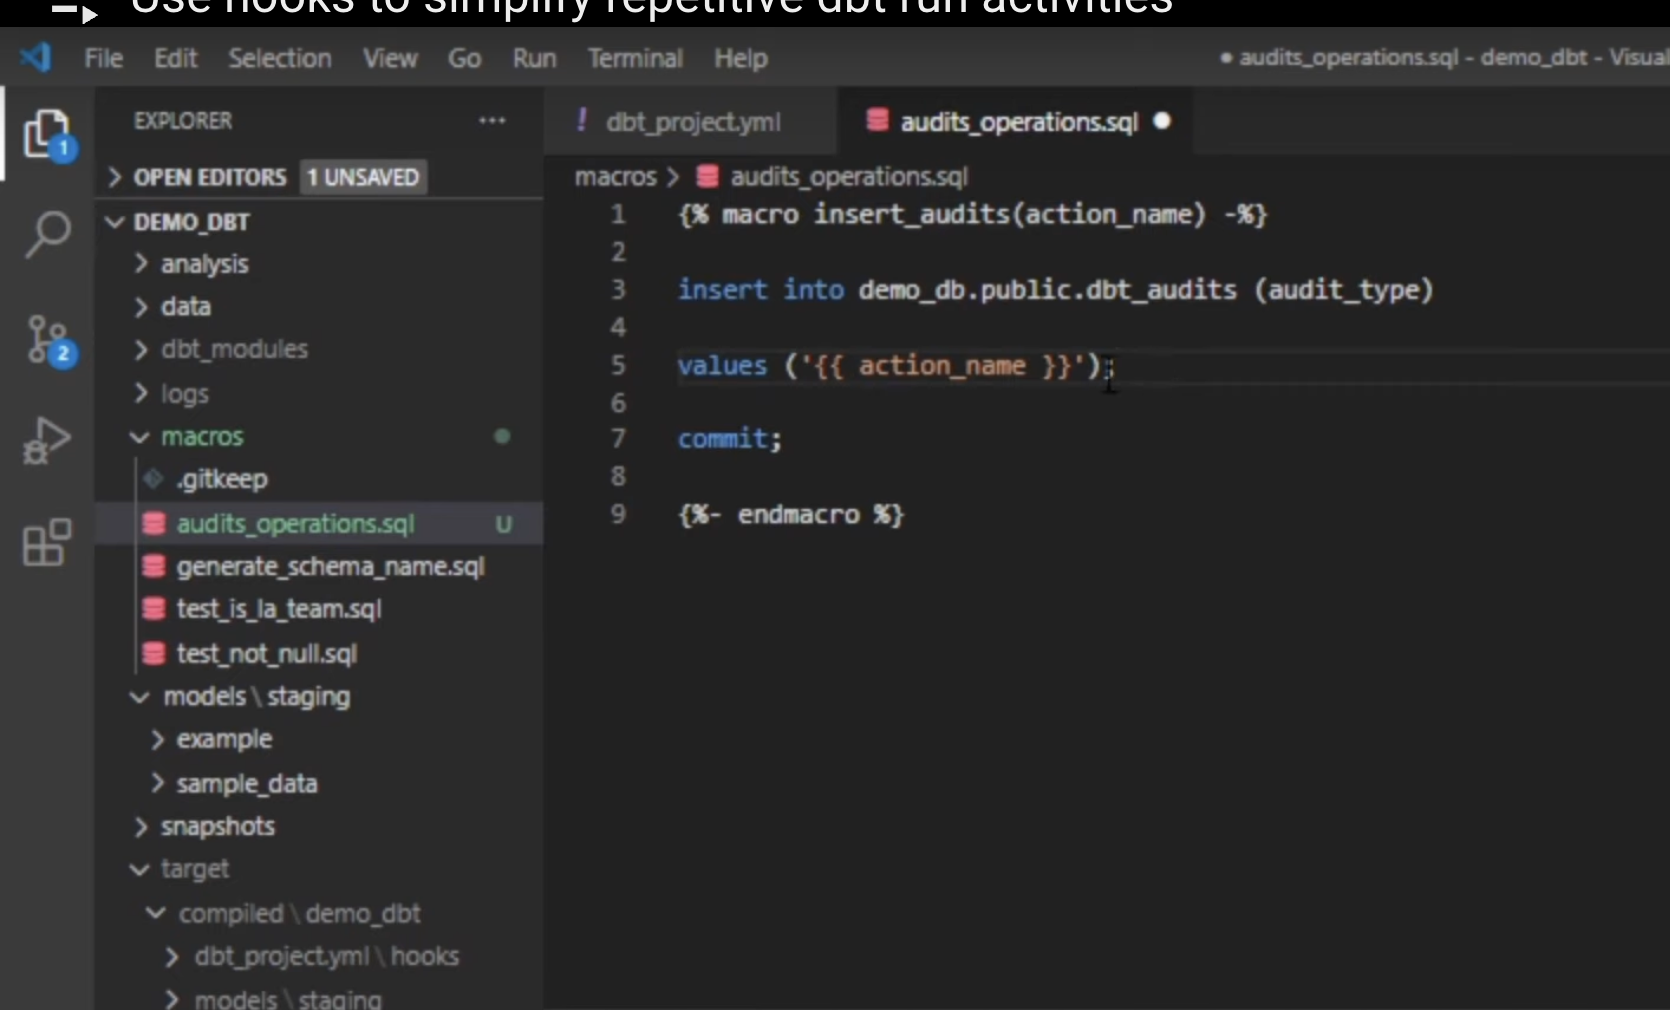 Use hooks to simplify repetitive dbt run activities
File Edit Selection View Go Run Terminal Help
● audits_operations.sql - demo_dbt - Visual
1
EXPLORER ...
! dbt_project.yml
audits_operations.sql ●
OPEN EDITORS 1 UNSAVED
macros > audits_operations.sql
DEMO_DBT
analysis
data
dbt_modules
2
logs
macros
.gitkeep
audits_operations.sql U
generate_schema_name.sql
test_is_la_team.sql
test_not_null.sql
models \ staging
example
sample_data
snapshots
target
compiled \ demo_dbt
dbt_project.yml \ hooks
models \ staging
1 {% macro insert_audits(action_name) -%}
2
3 insert into demo_db.public.dbt_audits (audit_type)
4
5 values ('{{ action_name }}');
6
7 commit;
8
9 {%- endmacro %}